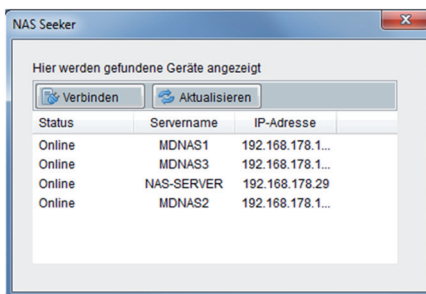 NAS Seeker
Hier werden gefundene Geräte angezeigt
Verbinden Aktualisieren
Status Servername IP-Adresse
Online MDNAS1 192.168.178.1...
Online MDNAS3 192.168.178.1...
Online NAS-SERVER 192.168.178.29
Online MDNAS2 192.168.178.1...